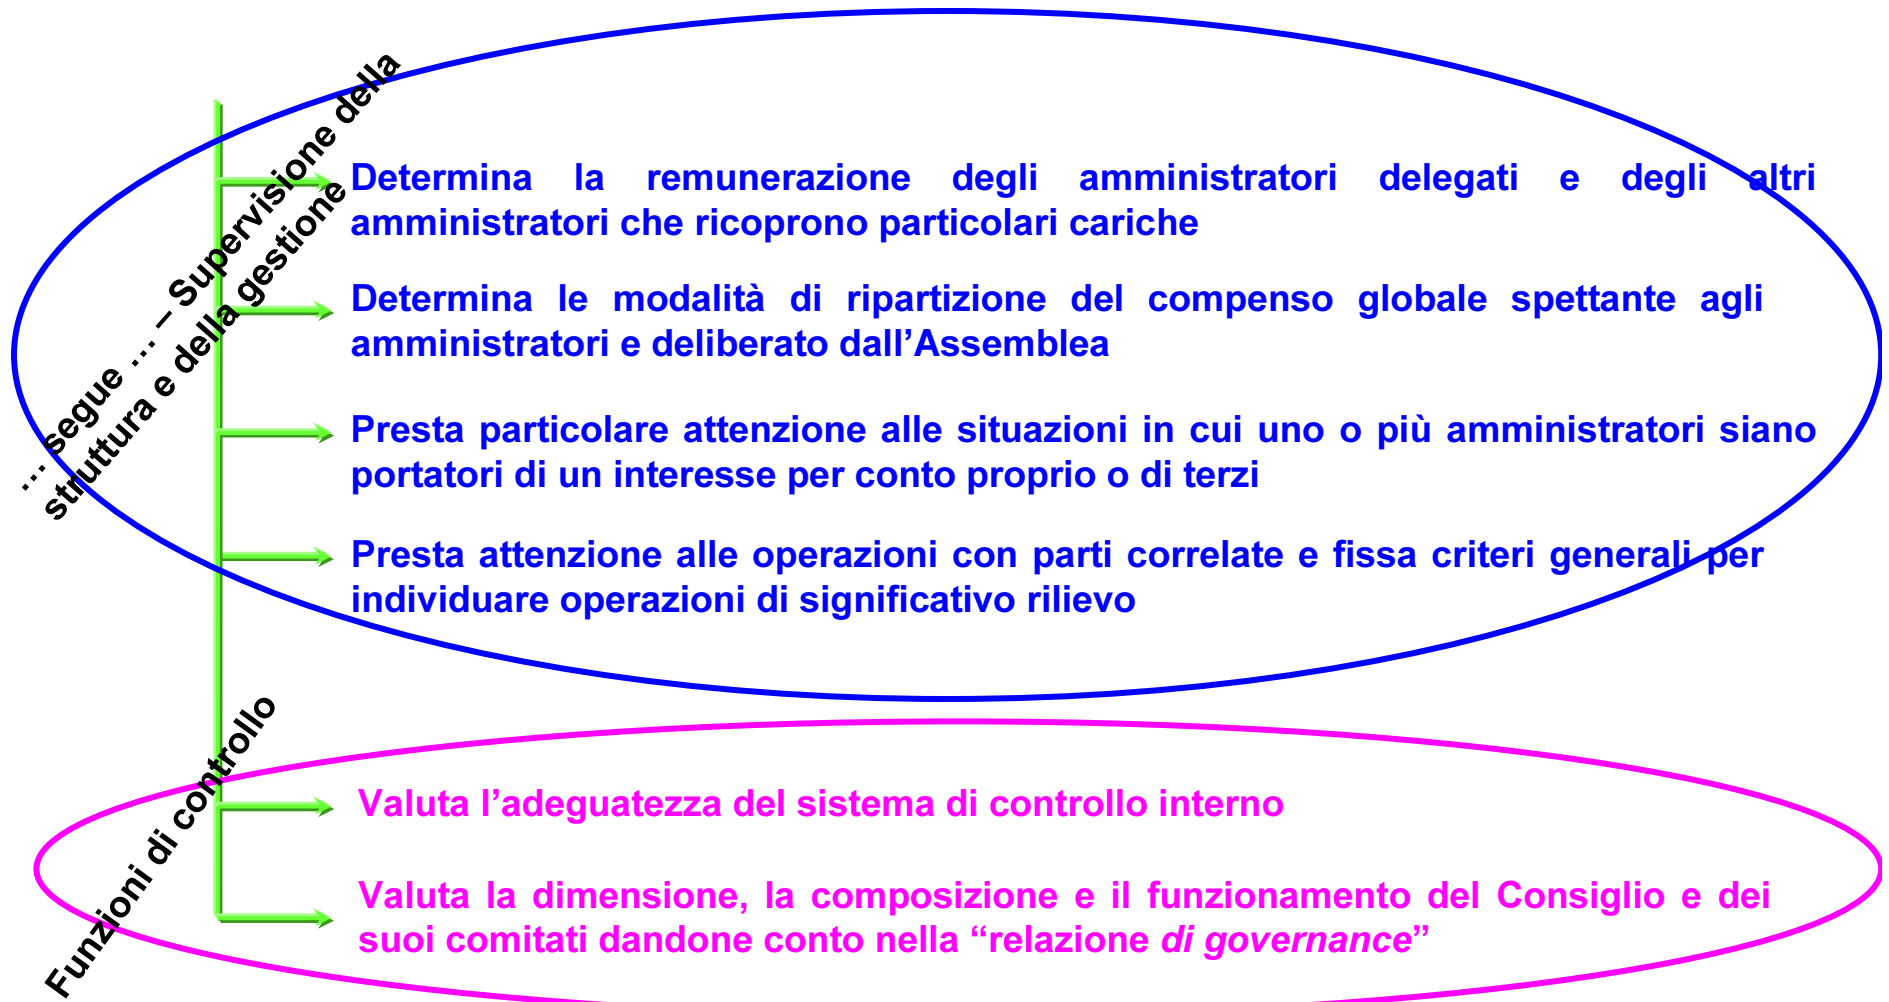 … segue … – Supervisione della
struttura e della gestione
Determina la remunerazione degli amministratori delegati e degli altri
amministratori che ricoprono particolari cariche
Determina le modalità di ripartizione del compenso globale spettante agli
amministratori e deliberato dall’Assemblea
Presta particolare attenzione alle situazioni in cui uno o più amministratori siano
portatori di un interesse per conto proprio o di terzi
Presta attenzione alle operazioni con parti correlate e fissa criteri generali per
individuare operazioni di significativo rilievo
Funzioni di controllo
Valuta l’adeguatezza del sistema di controllo interno
Valuta la dimensione, la composizione e il funzionamento del Consiglio e dei
suoi comitati dandone conto nella “relazione di governance”